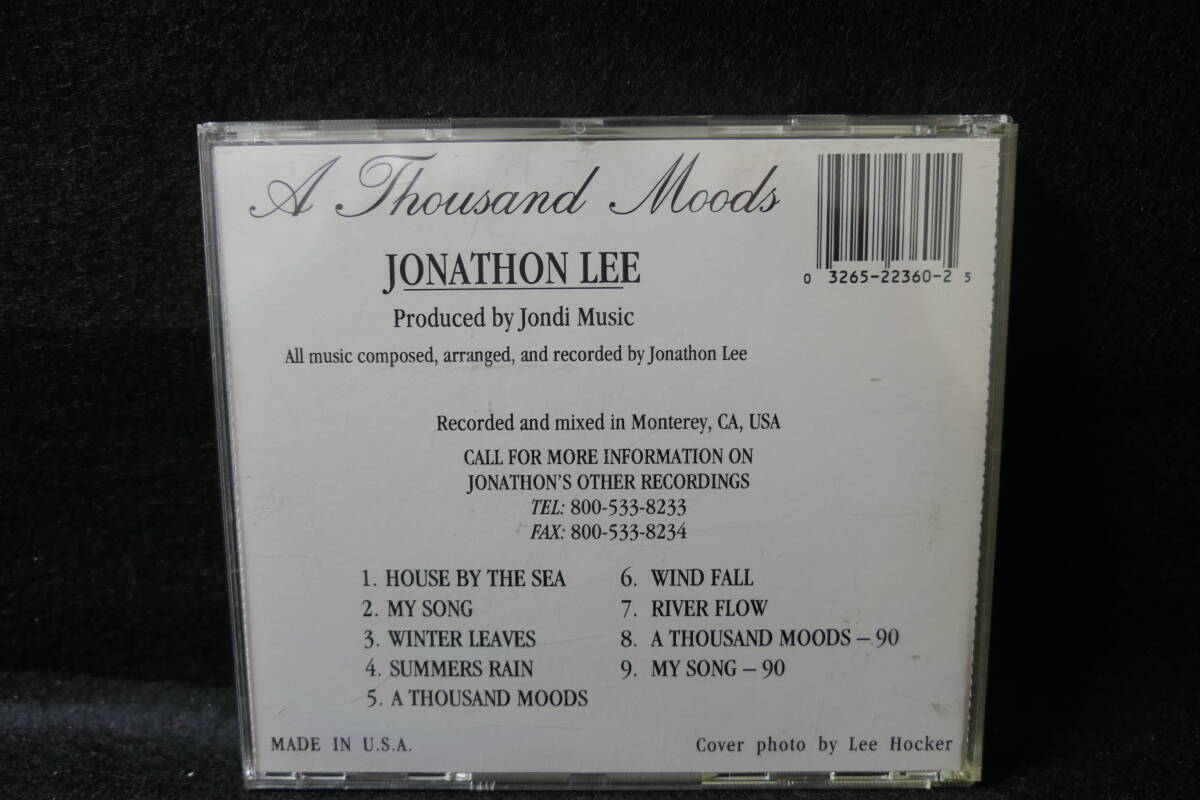 A Thousand Moods
0 3265-22360-2 5
JONATHON LEE
Produced by Jondi Music
All music composed, arranged, and recorded by Jonathon Lee
Recorded and mixed in Monterey, CA, USA
CALL FOR MORE INFORMATION ON
JONATHON'S OTHER RECORDINGS
TEL: 800-533-8233
FAX: 800-533-8234
1. HOUSE BY THE SEA
2. MY SONG
3. WINTER LEAVES
4. SUMMERS RAIN
5. A THOUSAND MOODS
6. WIND FALL
7. RIVER FLOW
8. A THOUSAND MOODS – 90
9. MY SONG – 90
MADE IN U.S.A.
Cover photo by Lee Hocker